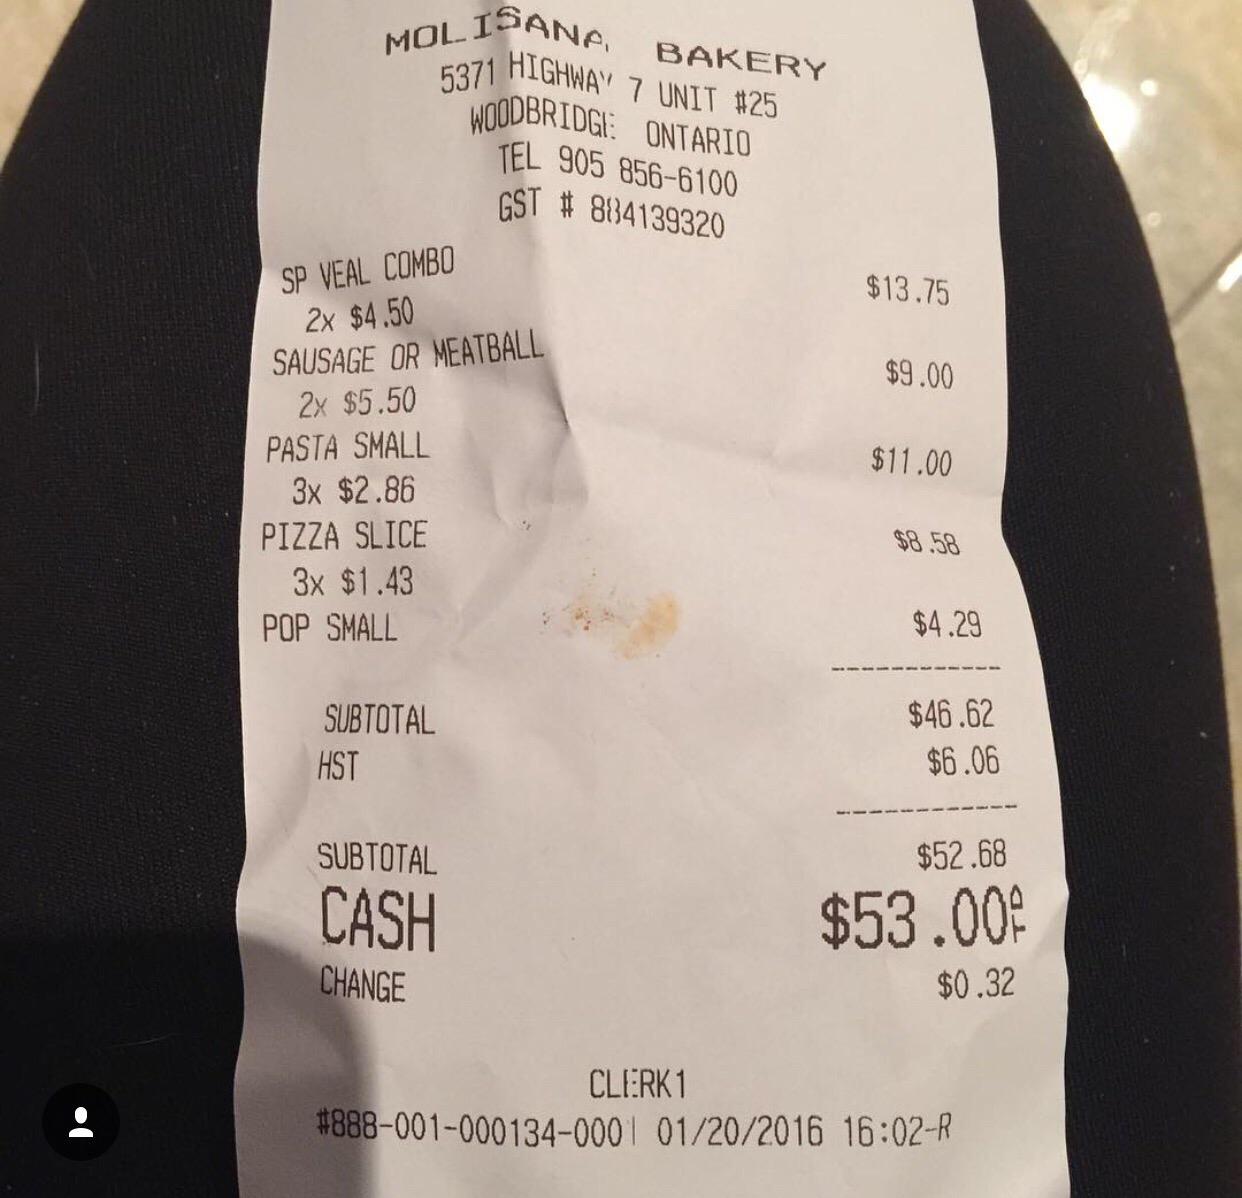 MOLISANA BAKERY
5371 HIGHWAY 7 UNIT #25
WOODBRIDGE ONTARIO
TEL 905 856-6100
GST # 884139320
SP VEAL COMBO $13.75
2x $4.50
SAUSAGE OR MEATBALL $9.00
2x $5.50
PASTA SMALL $11.00
3x $2.86
PIZZA SLICE $8.58
3x $1.43
POP SMALL $4.29
------------
SUBTOTAL $46.62
HST $6.06
------------
SUBTOTAL $52.68
CASH $53.00
CHANGE $0.32
CLERK1
#888-001-000134-0001 01/20/2016 16:02-R